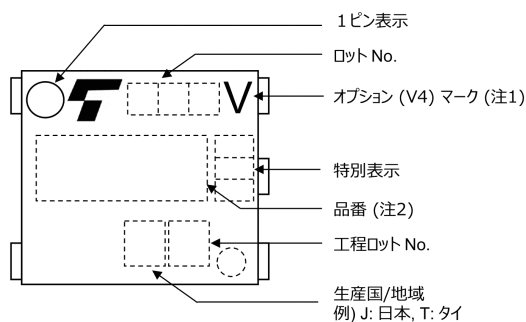 1ピン表示
ロット No.
V
オプション (V4) マーク (注1)
特別表示
品番 (注2)
工程ロット No.
生産国/地域
例) J: 日本, T: タイ